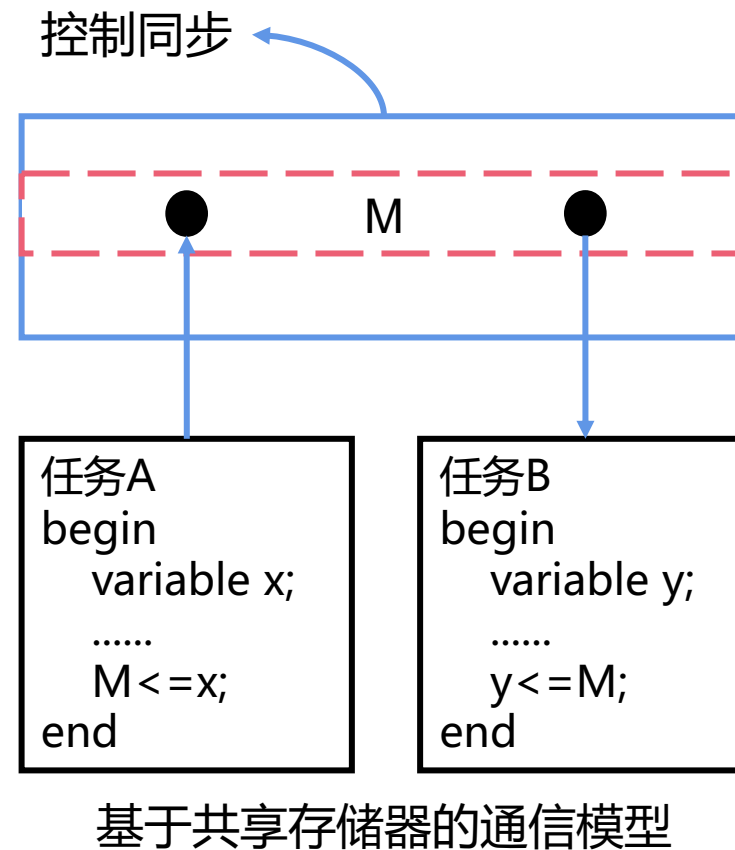 控制同步
M
任务A
begin
variable x;
......
M<=x;
end
任务B
begin
variable y;
......
y<=M;
end
基于共享存储器的通信模型